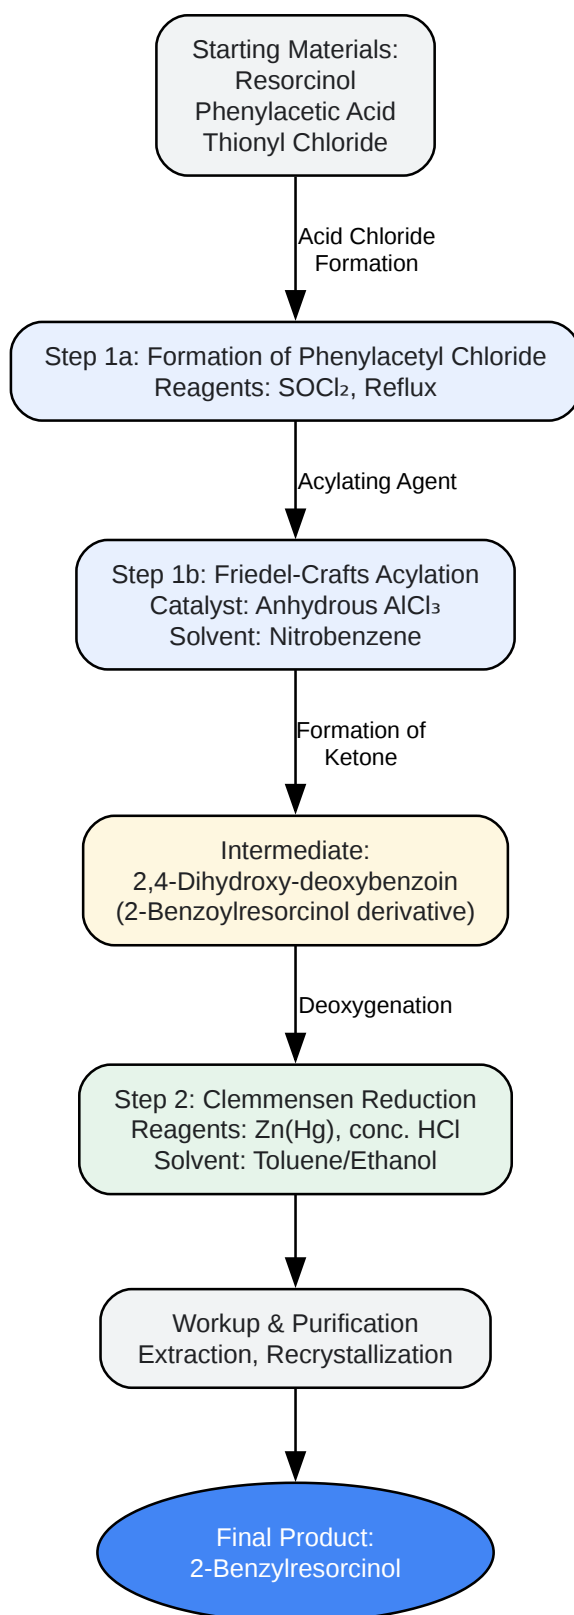 Starting Materials:
Resorcinol
Phenylacetic Acid
Thionyl Chloride
Acid Chloride
Formation
Step 1a: Formation of Phenylacetyl Chloride
Reagents: SOCl₂, Reflux
Acylating Agent
Step 1b: Friedel-Crafts Acylation
Catalyst: Anhydrous AlCl₃
Solvent: Nitrobenzene
Formation of
Ketone
Intermediate:
2,4-Dihydroxy-deoxybenzoin
(2-Benzoylresorcinol derivative)
Deoxygenation
Step 2: Clemmensen Reduction
Reagents: Zn(Hg), conc. HCl
Solvent: Toluene/Ethanol
Workup & Purification
Extraction, Recrystallization
Final Product:
2-Benzylresorcinol